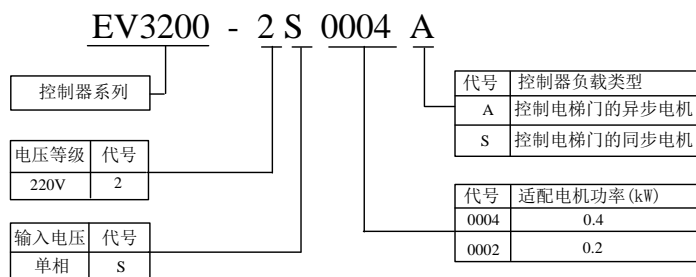 EV3200 - 2 S 0004 A
控制器系列
电压等级 代号
220V 2
输入电压 代号
单相 S
代号 控制器负载类型
A 控制电梯门的异步电机
S 控制电梯门的同步电机
代号 适配电机功率(kW)
0004 0.4
0002 0.2